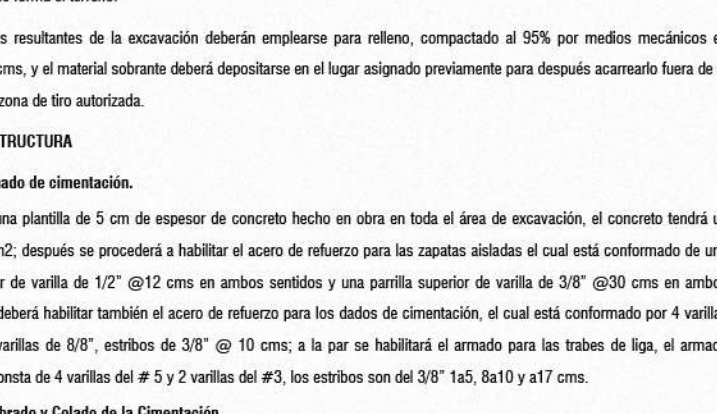 s resultantes de la excavación deberán emplearse para relleno, compactado al 95% por medios mecánicos
cms, y el material sobrante deberá depositarse en el lugar asignado previamente para después acarrearlo fuera de
zona de tiro autorizada.
TRUCTURA
ado de cimentación.
una plantilla de 5 cm de espesor de concreto hecho en obra en toda el área de excavación, el concreto tendrá
n2; después se procederá a habilitar el acero de refuerzo para las zapatas aisladas el cual está conformado de
r de varilla de 1/2" @12 cms en ambos sentidos y una parrilla superior de varilla de 3/8" @30 cms en ambo
deberá habilitar también el acero de refuerzo para los dados de cimentación, el cual está conformado por 4 varilla
varillas de 8/8", estribos de 3/8" @ 10 cms; a la par se habilitará el armado para las trabes de liga, el armad
onsta de 4 varillas del # 5 y 2 varillas del #3, los estribos son del 3/8" 1a5, 8a10 y a17 cms.
brado y Colado de la Cimentación